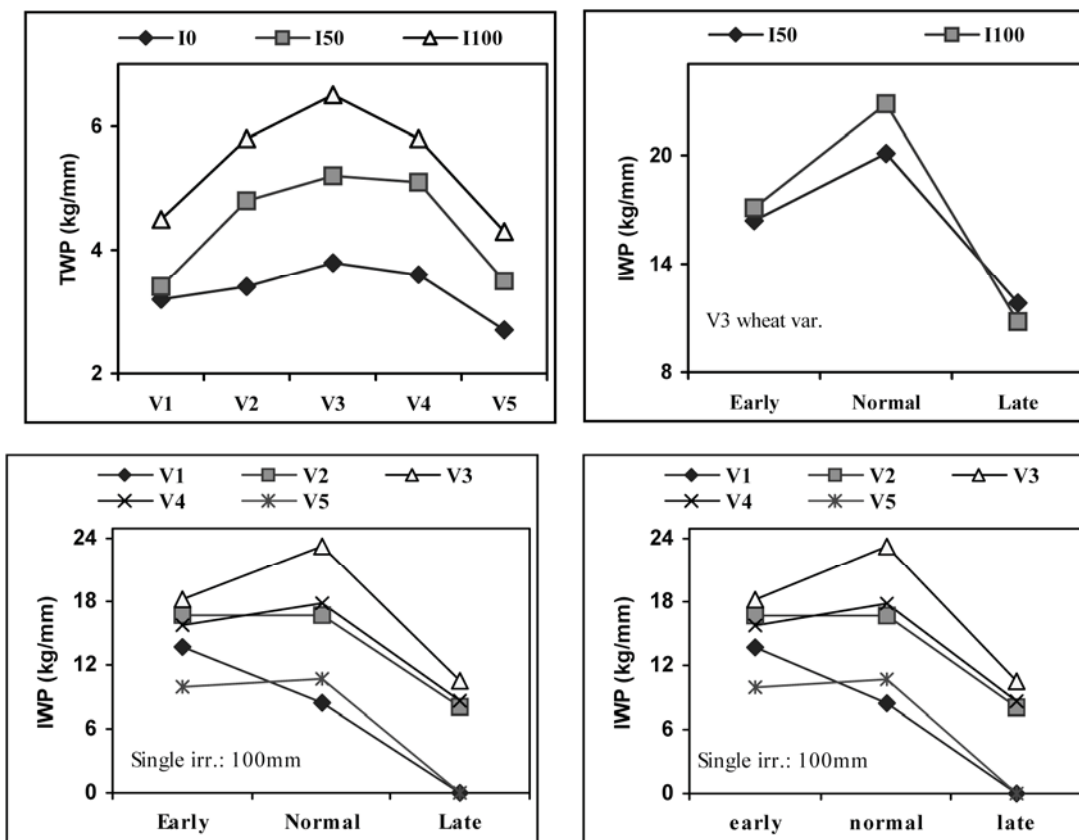 I0 I50 I100
TWP (kg/mm)
6
4
2
V1 V2 V3 V4 V5
I50 I100
IWP (kg/mm)
20
14
8
V3 wheat var.
Early Normal Late
V1 V2 V3
V4 V5
IWP (kg/mm)
24
18
12
6
0
Single irr.: 100mm
Early Normal Late
V1 V2 V3
V4 V5
IWP (kg/mm)
24
18
12
6
0
Single irr.: 100mm
early normal late